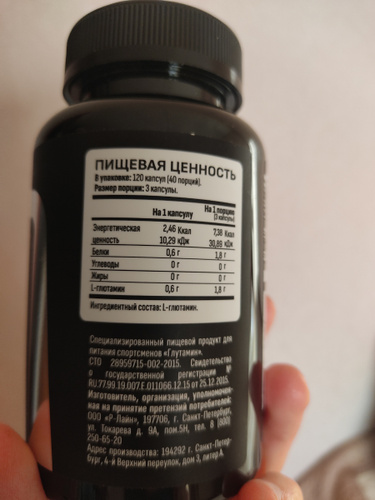 ПИЩЕВАЯ ЦЕННОСТЬ
В упаковке: 120 капсул (40 порций).
Размер порции: 3 капсулы.
На 1 капсулу На 1 порцию (3 капсулы)
Энергетическая 2,46 Ккал 7,38 Ккал
ценность 10,29 кДж 30,89 кДж
Белки 0,6 г 1,8 г
Углеводы 0 г 0 г
Жиры 0 г 0 г
L-глютамин 0,6 г 1,8 г
Ингредиентный состав: L-глютамин.
Специализированный пищевой продукт для
питания спортсменов «Глутамин».
СТО 28959715-002-2015. Свидетельство
о государственной регистрации №
RU.77.99.19.007.Е.011066.12.15 от 25.12.2015.
Изготовитель, организация, уполномочен-
ная на принятие претензий потребителей:
ООО «Р-Лайн», 197706, г. Санкт-Петербург,
ул. Токарева д. 9А, пом.5Н, тел. 8 (800)
250-65-20
Адрес производства: 194292 г. Санкт-Петер-
бург, 4-й Верхний переулок, дом 3, литер А.